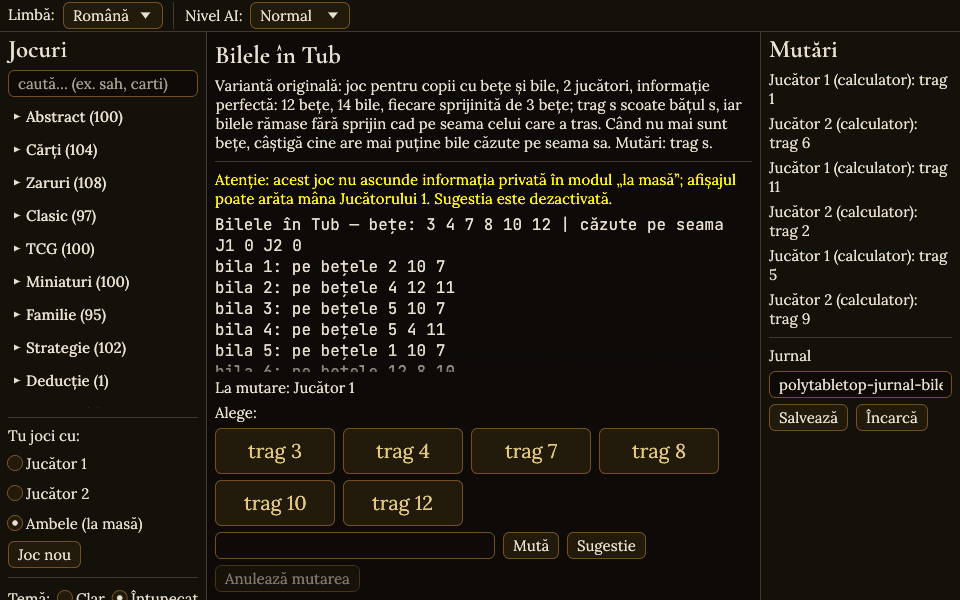 Limbă: Română ▼ Nivel AI: Normal ▼
Jocuri
caută... (ex. sah, carti)
▸ Abstract (100)
▸ Cărți (104)
▸ Zaruri (108)
▸ Clasic (97)
▸ TCG (100)
▸ Miniaturi (100)
▸ Familie (95)
▸ Strategie (102)
▸ Deducție (1)
Tu joci cu:
Jucător 1
Jucător 2
Ambele (la masă)
Joc nou
Temă: Clar Întunecat
Bilele în Tub
Variantă originală: joc pentru copii cu bețe și bile, 2 jucători, informație
perfectă: 12 bețe, 14 bile, fiecare sprijinită de 3 bețe; trag s scoate bățul s, iar
bilele rămase fără sprijin cad pe seama celui care a tras. Când nu mai sunt
bețe, câștigă cine are mai puține bile căzute pe seama sa. Mutări: trag s.
Atenție: acest joc nu ascunde informația privată în modul „la masă”; afișajul
poate arăta mâna Jucătorului 1. Sugestia este dezactivată.
Bilele în Tub — bețe: 3 4 7 8 10 12 | căzute pe seama
J1 0 J2 0
bila 1: pe bețele 2 10 7
bila 2: pe bețele 4 12 11
bila 3: pe bețele 5 10 7
bila 4: pe bețele 5 4 11
bila 5: pe bețele 1 10 7
bila 6: pe bețele 12 8 10
La mutare: Jucător 1
Alege:
trag 3 trag 4 trag 7 trag 8
trag 10 trag 12
Mută Sugestie
Anulează mutarea
Mutări
Jucător 1 (calculator): trag
1
Jucător 2 (calculator):
trag 6
Jucător 1 (calculator): trag
11
Jucător 2 (calculator):
trag 2
Jucător 1 (calculator): trag
5
Jucător 2 (calculator):
trag 9
Jurnal
polytabletop-jurnal-bile
Salvează Încarcă